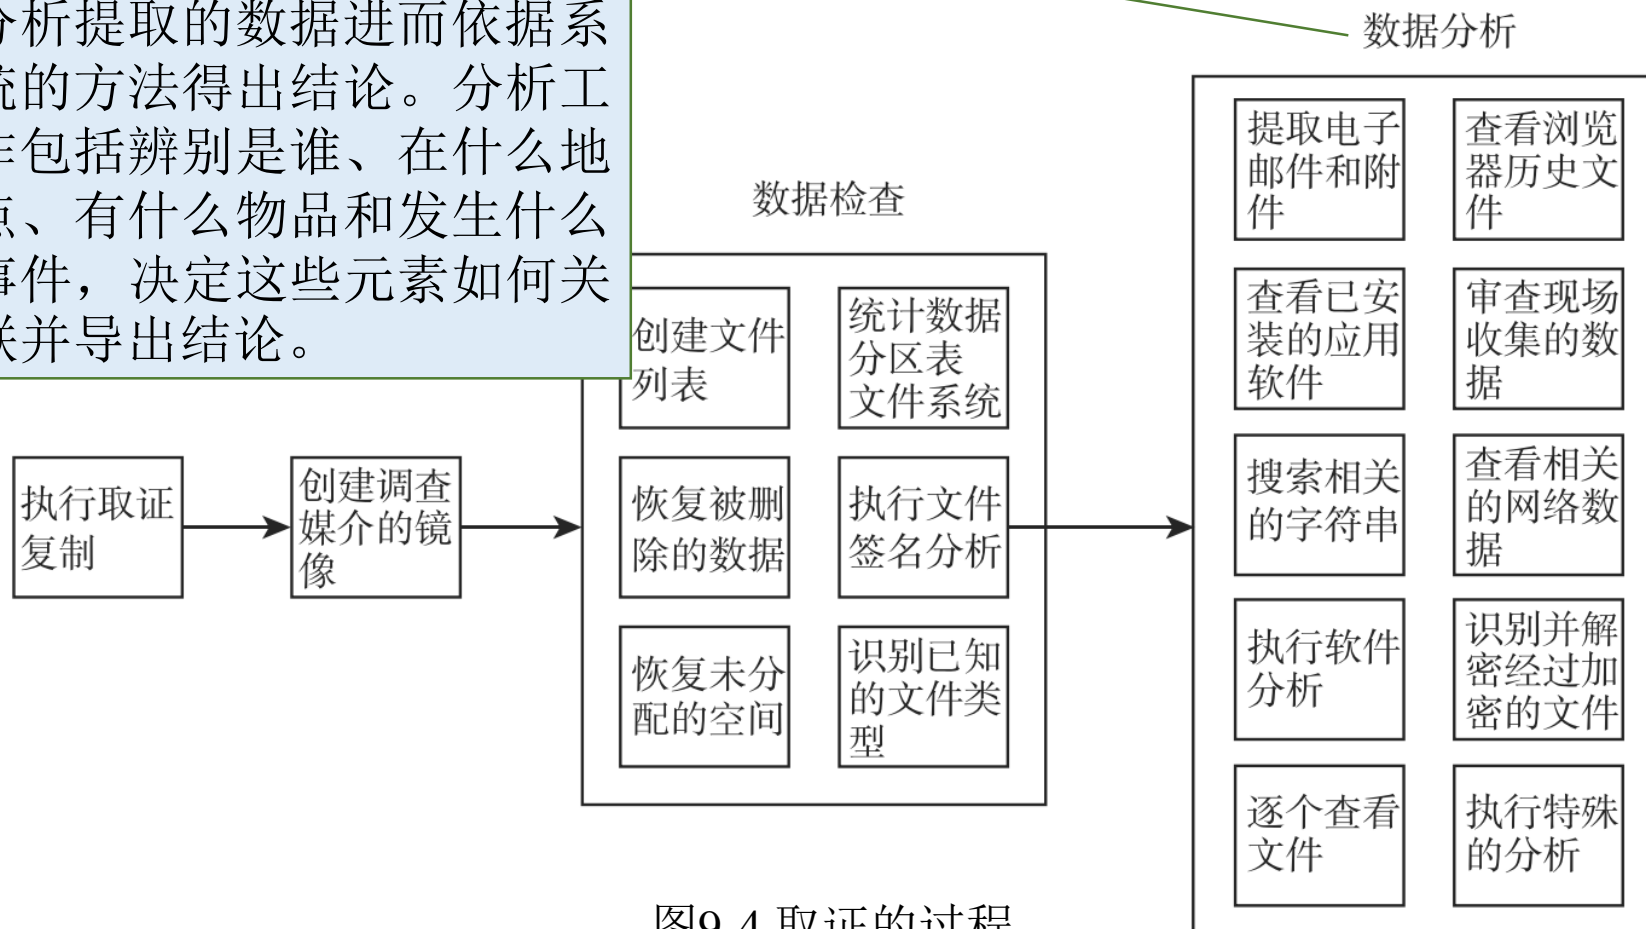 分析提取的数据进而依据系
统的方法得出结论。分析工
作包括辨别是谁、在什么地
点、有什么物品和发生什么
事件，决定这些元素如何关
联并导出结论。
执行取证
复制
创建调查
媒介的镜
像
数据检查
创建文件
列表
统计数据
分区表
文件系统
恢复被删
除的数据
执行文件
签名分析
恢复未分
配的空间
识别已知
的文件类
型
数据分析
提取电子
邮件和附
件
查看浏览
器历史文
件
查看已安
装的应用
软件
审查现场
收集的数
据
搜索相关
的字符串
查看相关
的网络数
据
执行软件
分析
识别并解
密经过加
密的文件
逐个查看
文件
执行特殊
的分析
图9.4 取证的过程